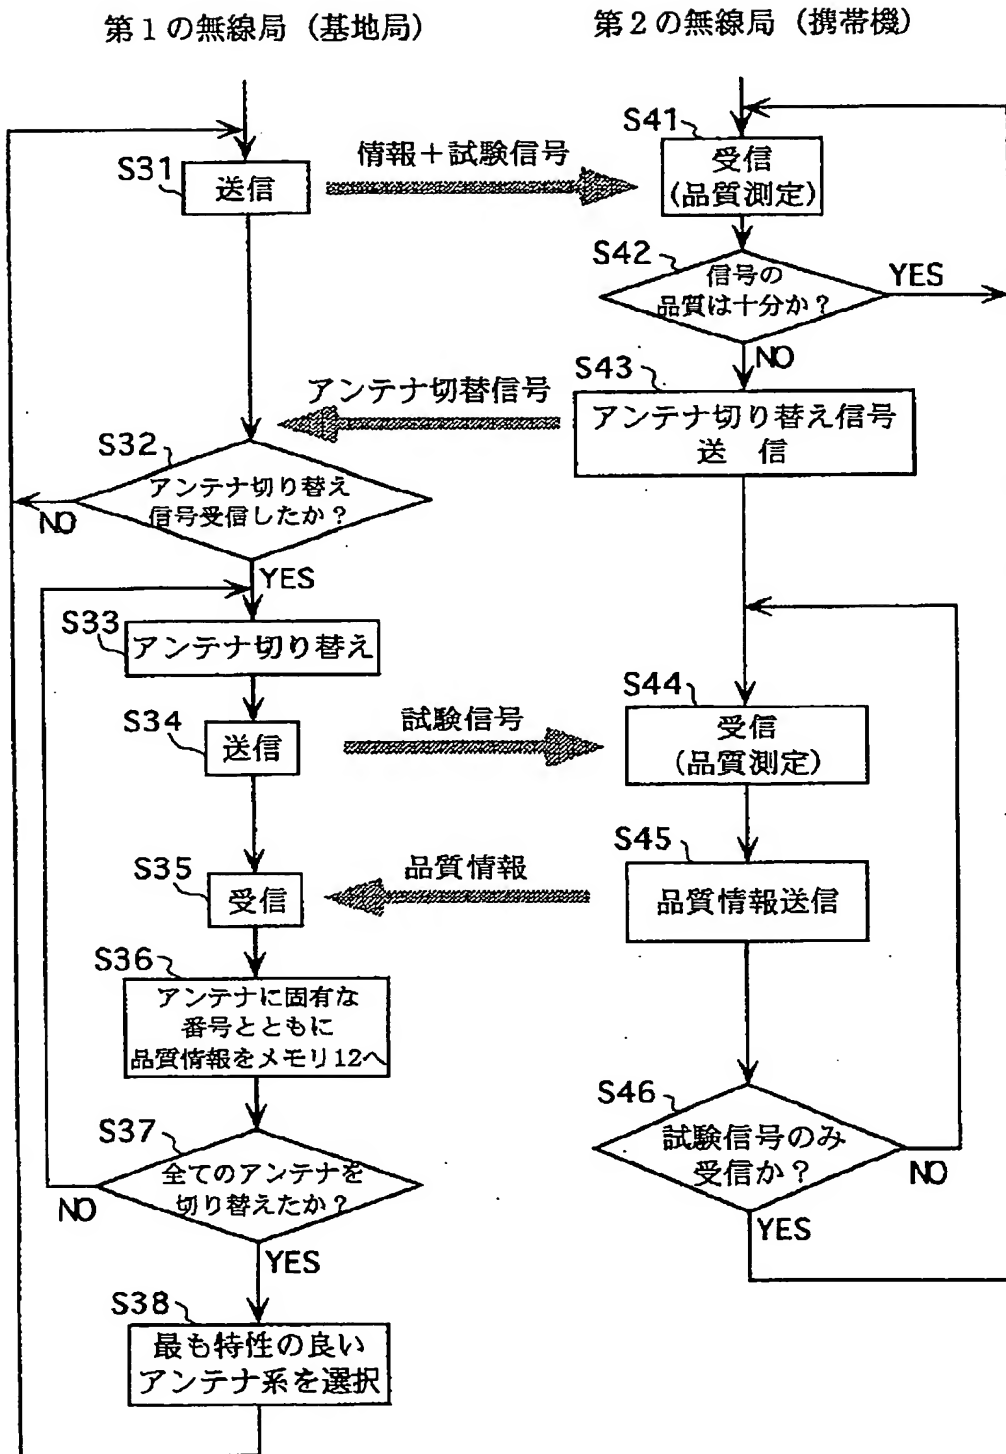 第1の無線局（基地局）
第2の無線局（携帯機）
S31
送信
情報＋試験信号
S41
受信
(品質測定)
S42
信号の
品質は十分か？
YES
NO
アンテナ切替信号
S43
アンテナ切り替え信号
送　信
S32
アンテナ切り替え
信号受信したか？
NO
YES
S33
アンテナ切り替え
S34
送信
試験信号
S44
受信
(品質測定)
S35
受信
品質情報
S45
品質情報送信
S36
アンテナに固有な
番号とともに
品質情報をメモリ12へ
S37
全てのアンテナを
切り替えたか？
NO
YES
S46
試験信号のみ
受信か？
NO
YES
S38
最も特性の良い
アンテナ系を選択